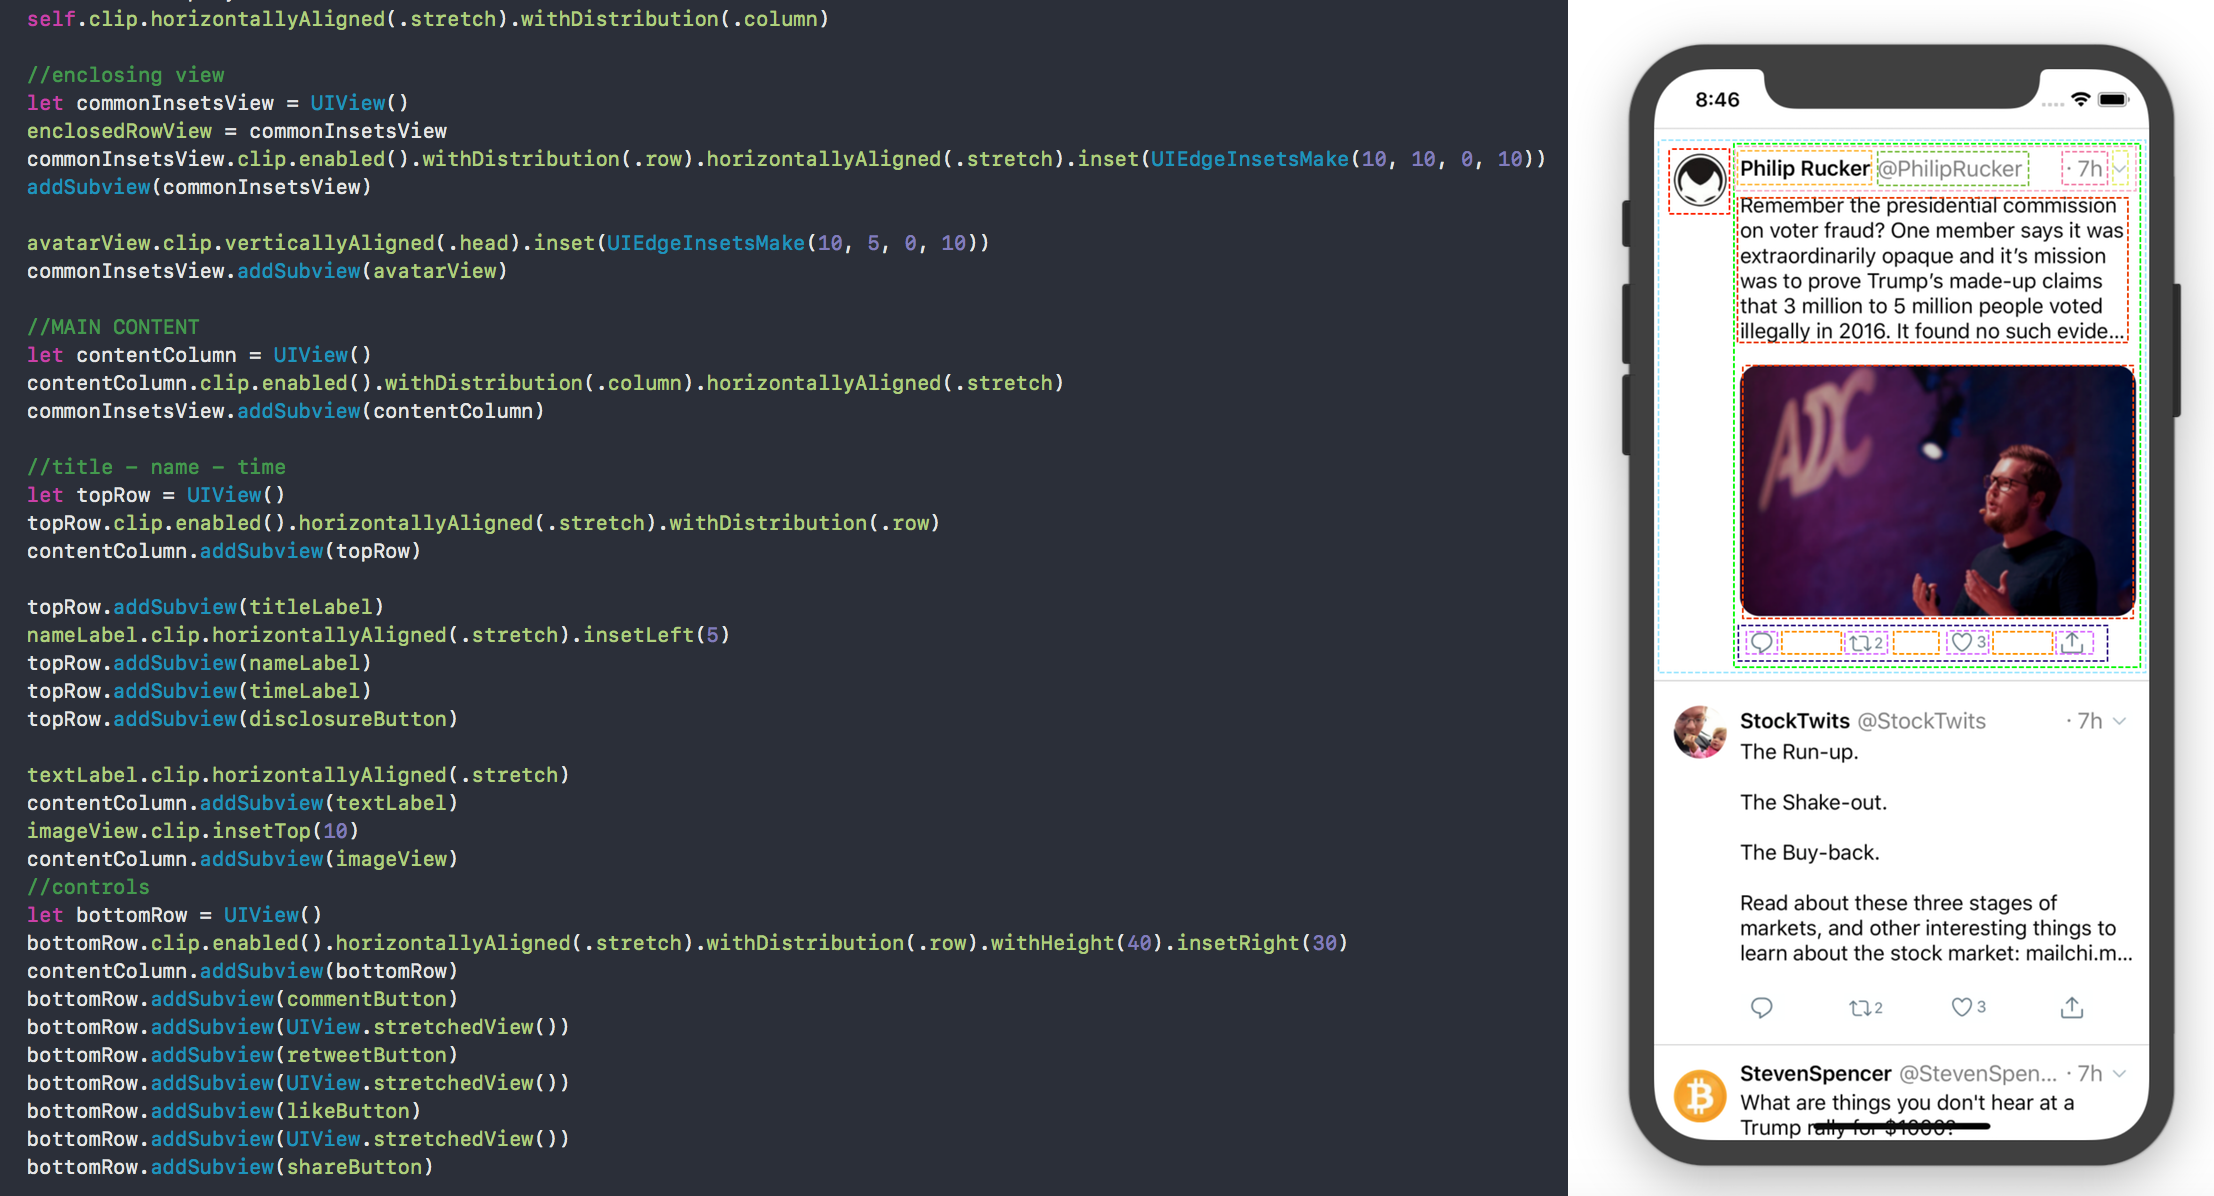 self.clip.horizontallyAligned(.stretch).withDistribution(.column)
//enclosing view
let commonInsetsView = UIView()
enclosedRowView = commonInsetsView
commonInsetsView.clip.enabled().withDistribution(.row).horizontallyAligned(.stretch).inset(UIEdgeInsetsMake(10, 10, 0, 10))
addSubview(commonInsetsView)
avatarView.clip.verticallyAligned(.head).inset(UIEdgeInsetsMake(10, 5, 0, 10))
commonInsetsView.addSubview(avatarView)
//MAIN CONTENT
let contentColumn = UIView()
contentColumn.clip.enabled().withDistribution(.column).horizontallyAligned(.stretch)
commonInsetsView.addSubview(contentColumn)
//title - name - time
let topRow = UIView()
topRow.clip.enabled().horizontallyAligned(.stretch).withDistribution(.row)
contentColumn.addSubview(topRow)
topRow.addSubview(titleLabel)
nameLabel.clip.horizontallyAligned(.stretch).insetLeft(5)
topRow.addSubview(nameLabel)
topRow.addSubview(timeLabel)
topRow.addSubview(disclosureButton)
textLabel.clip.horizontallyAligned(.stretch)
contentColumn.addSubview(textLabel)
imageView.clip.insetTop(10)
contentColumn.addSubview(imageView)
//controls
let bottomRow = UIView()
bottomRow.clip.enabled().horizontallyAligned(.stretch).withDistribution(.row).withHeight(40).insetRight(30)
contentColumn.addSubview(bottomRow)
bottomRow.addSubview(commentButton)
bottomRow.addSubview(UIView.stretchedView())
bottomRow.addSubview(retweetButton)
bottomRow.addSubview(UIView.stretchedView())
bottomRow.addSubview(likeButton)
bottomRow.addSubview(UIView.stretchedView())
bottomRow.addSubview(shareButton)
8:46
Philip Rucker @PhilipRucker · 7h
Remember the presidential commission
on voter fraud? One member says it was
extraordinarily opaque and it’s mission
was to prove Trump’s made-up claims
that 3 million to 5 million people voted
illegally in 2016. It found no such evide...
ADC
2 3
StockTwits @StockTwits · 7h
The Run-up.
The Shake-out.
The Buy-back.
Read about these three stages of
markets, and other interesting things to
learn about the stock market: mailchi.m...
2 3
StevenSpencer @StevenSpen... · 7h
What are things you don't hear at a
Trump rally for $1000?